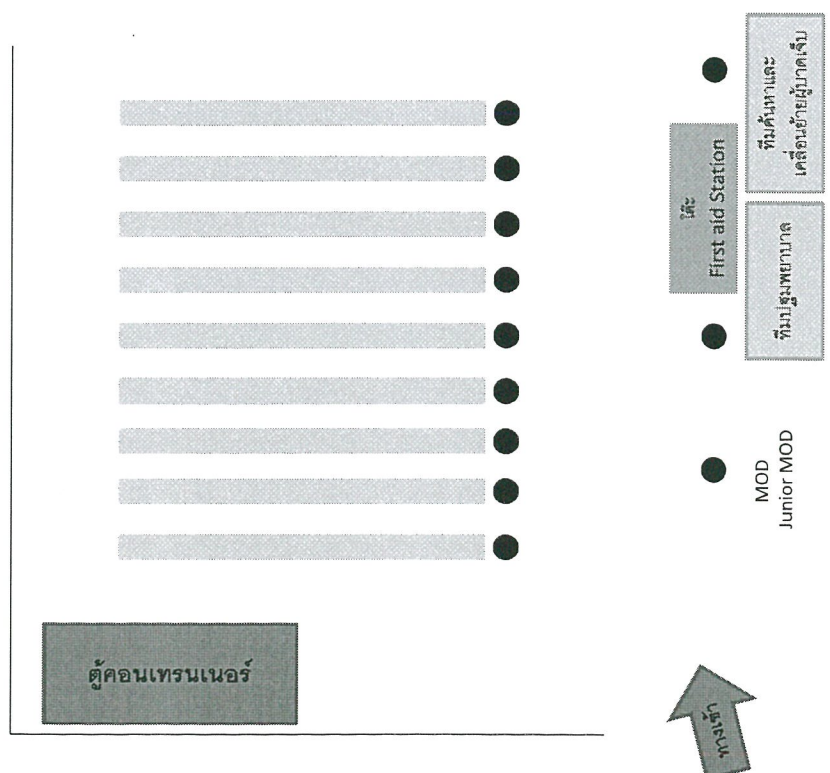 ทีมค้นหาและ
เคลื่อนย้ายผู้บาดเจ็บ
โต๊ะ
First aid Station
ทีมปฐมพยาบาล
MOD
Junior MOD
ตู้คอนเทรนเนอร์
ทางเข้า